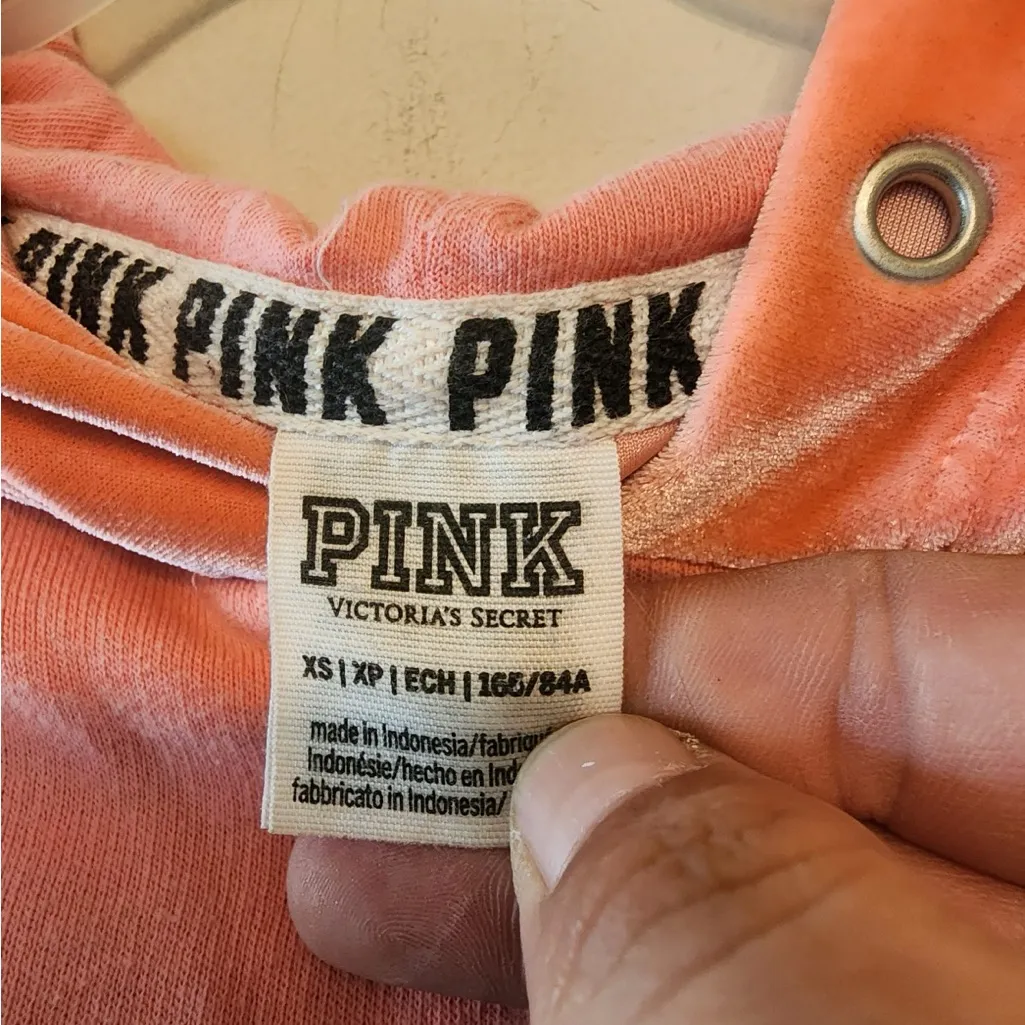 PINK PINK PINK
PINK
VICTORIA'S SECRET
XS | XP | ECH | 165/84A
made in Indonesia/
Indonésie/hecho en
fabbricato in Indonesia/